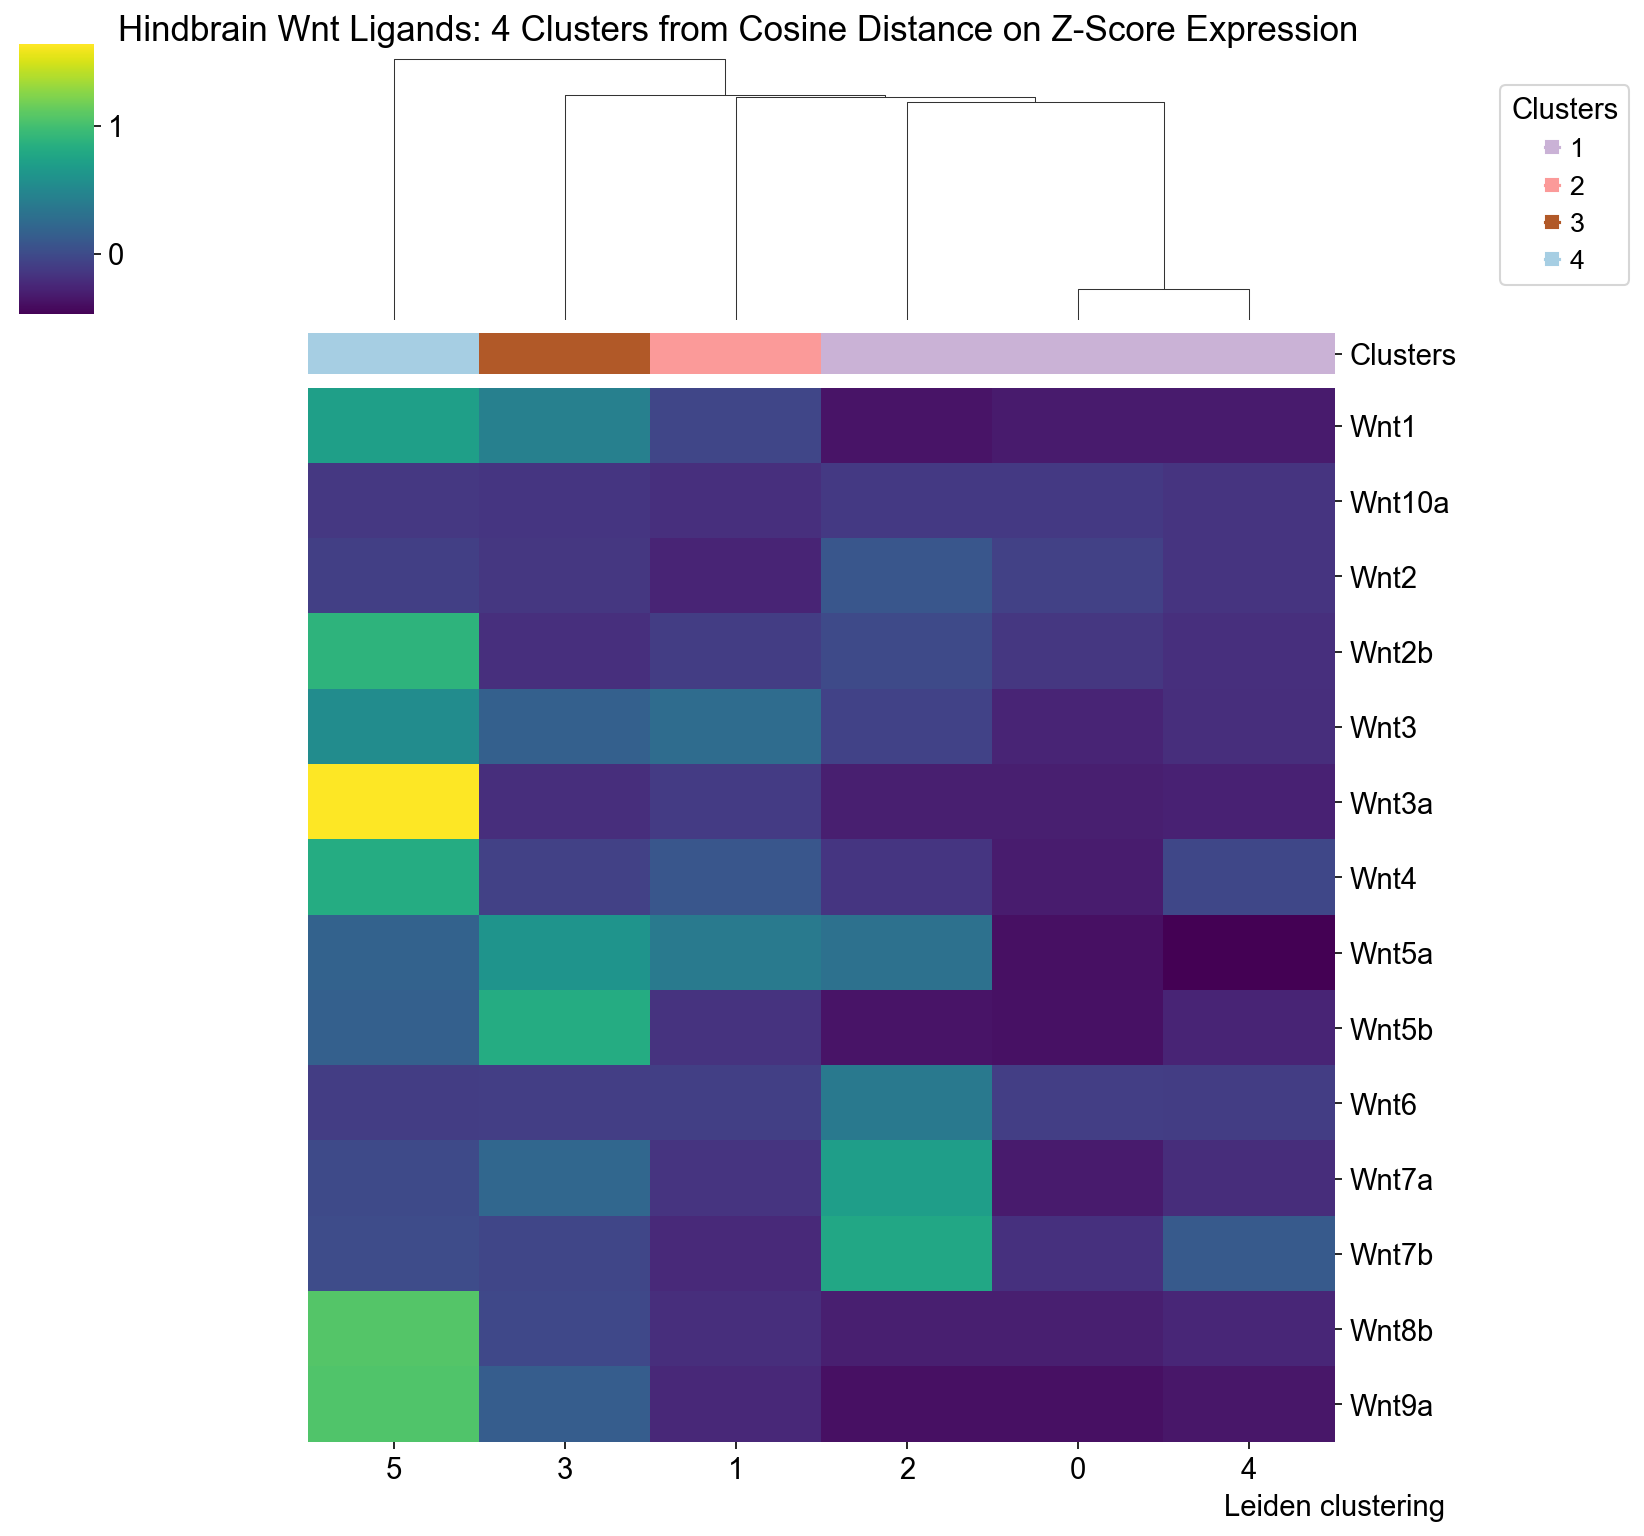 Hindbrain Wnt Ligands: 4 Clusters from Cosine Distance on Z-Score Expression
1
0
Clusters
1
2
3
4
Clusters
Wnt1
Wnt10a
Wnt2
Wnt2b
Wnt3
Wnt3a
Wnt4
Wnt5a
Wnt5b
Wnt6
Wnt7a
Wnt7b
Wnt8b
Wnt9a
5 3 1 2 0 4
Leiden clustering